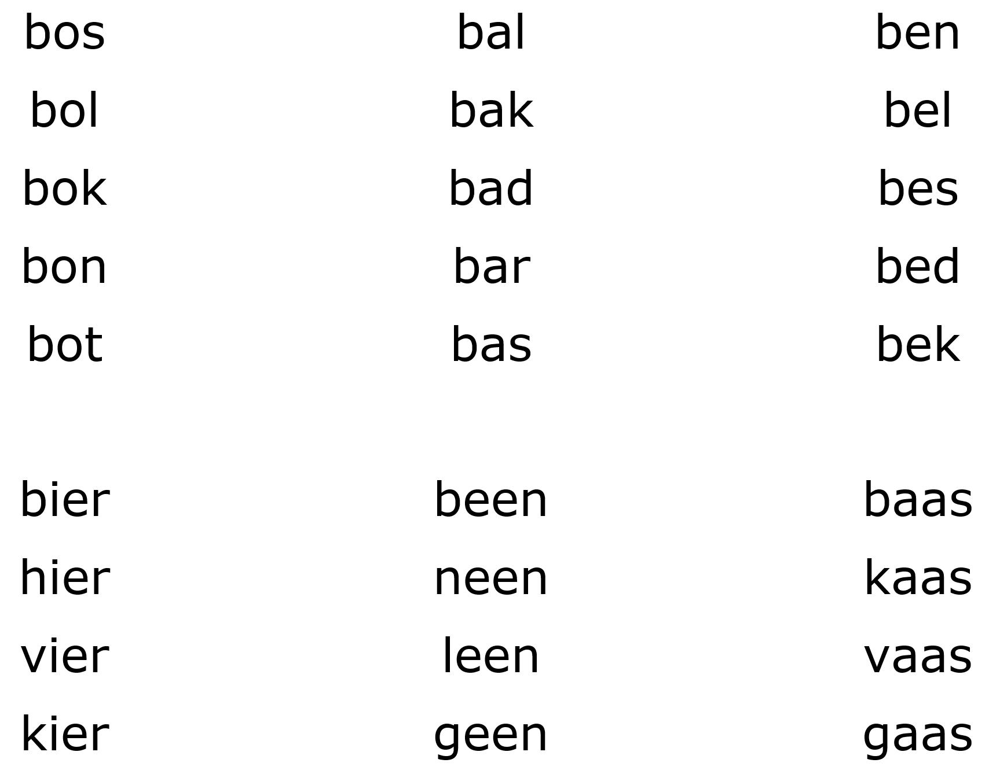 bos bal ben
bol bak bel
bok bad bes
bon bar bed
bot bas bek
bier been baas
hier neen kaas
vier leen vaas
kier geen gaas